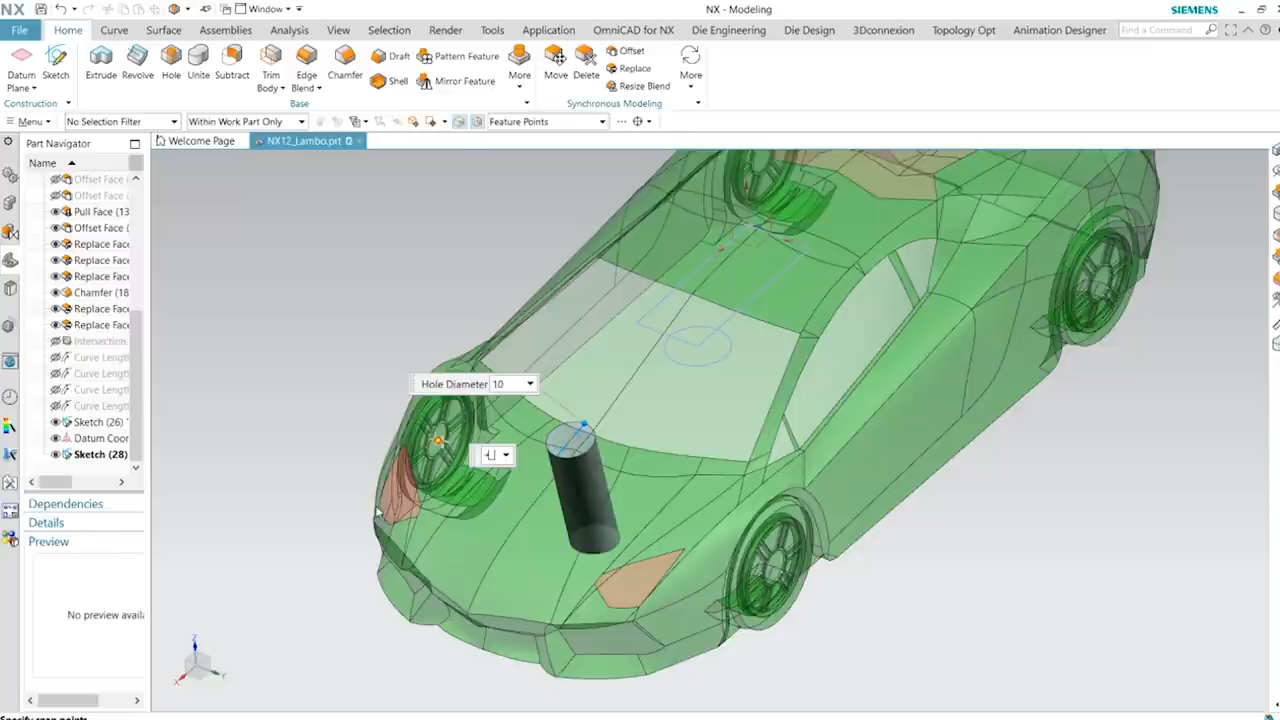 NX Window NX - Modeling SIEMENS
File Home Curve Surface Assemblies Analysis View Selection Render Tools Application OmniCAD for NX Die Engineering Die Design 3Dconnexion Topology Opt Animation Designer Find a Command
Datum Plane Sketch Extrude Revolve Hole Unite Subtract Trim Body Edge Blend Chamfer Draft Shell Pattern Feature Mirror Feature More Move Delete Offset Replace Resize Blend More
Construction Base Synchronous Modeling
Menu No Selection Filter Within Work Part Only Feature Points
Part Navigator Welcome Page NX12_Lambo.prt
Name
Offset Face (
Offset Face (
Pull Face (13
Offset Face (
Replace Face
Replace Face
Replace Face
Chamfer (18
Replace Face
Replace Face
Intersection.
Curve Length
Curve Length
Curve Length
Curve Length
Sketch (26) "
Datum Coor
Sketch (28)
Dependencies
Details
Preview
No preview availa
Hole Diameter 10
Z
X
Y